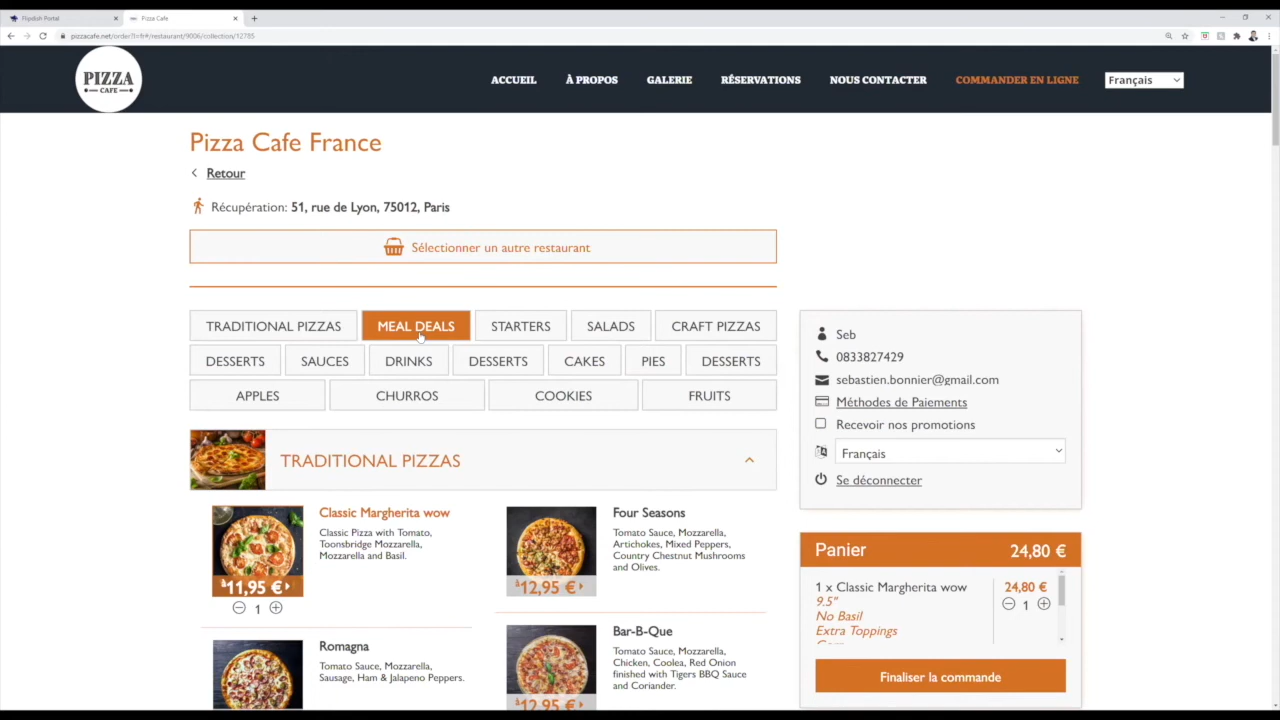 Flipdish Portal
Pizza Cafe
pizzacafe.net/order?l=fr#/restaurant/9006/collection/12785
PIZZA
CAFE
ACCUEIL
À PROPOS
GALERIE
RÉSERVATIONS
NOUS CONTACTER
COMMANDER EN LIGNE
Français
Pizza Cafe France
Retour
Récupération: 51, rue de Lyon, 75012, Paris
Sélectionner un autre restaurant
TRADITIONAL PIZZAS
MEAL DEALS
STARTERS
SALADS
CRAFT PIZZAS
DESSERTS
SAUCES
DRINKS
DESSERTS
CAKES
PIES
DESSERTS
APPLES
CHURROS
COOKIES
FRUITS
TRADITIONAL PIZZAS
Classic Margherita wow
Classic Pizza with Tomato,
Toonsbridge Mozzarella,
Mozzarella and Basil.
à11,95 €
1
Four Seasons
Tomato Sauce, Mozzarella,
Artichokes, Mixed Peppers,
Country Chestnut Mushrooms
and Olives.
à12,95 €
Romagna
Tomato Sauce, Mozzarella,
Sausage, Ham & Jalapeno Peppers.
Bar-B-Que
Tomato Sauce, Mozzarella,
Chicken, Coolea, Red Onion
finished with Tigers BBQ Sauce
and Coriander.
à12,95 €
Seb
0833827429
sebastien.bonnier@gmail.com
Méthodes de Paiements
Recevoir nos promotions
Français
Se déconnecter
Panier 24,80 €
1 x Classic Margherita wow 24,80 €
9.5" 1
No Basil
Extra Toppings
Corn
Finaliser la commande